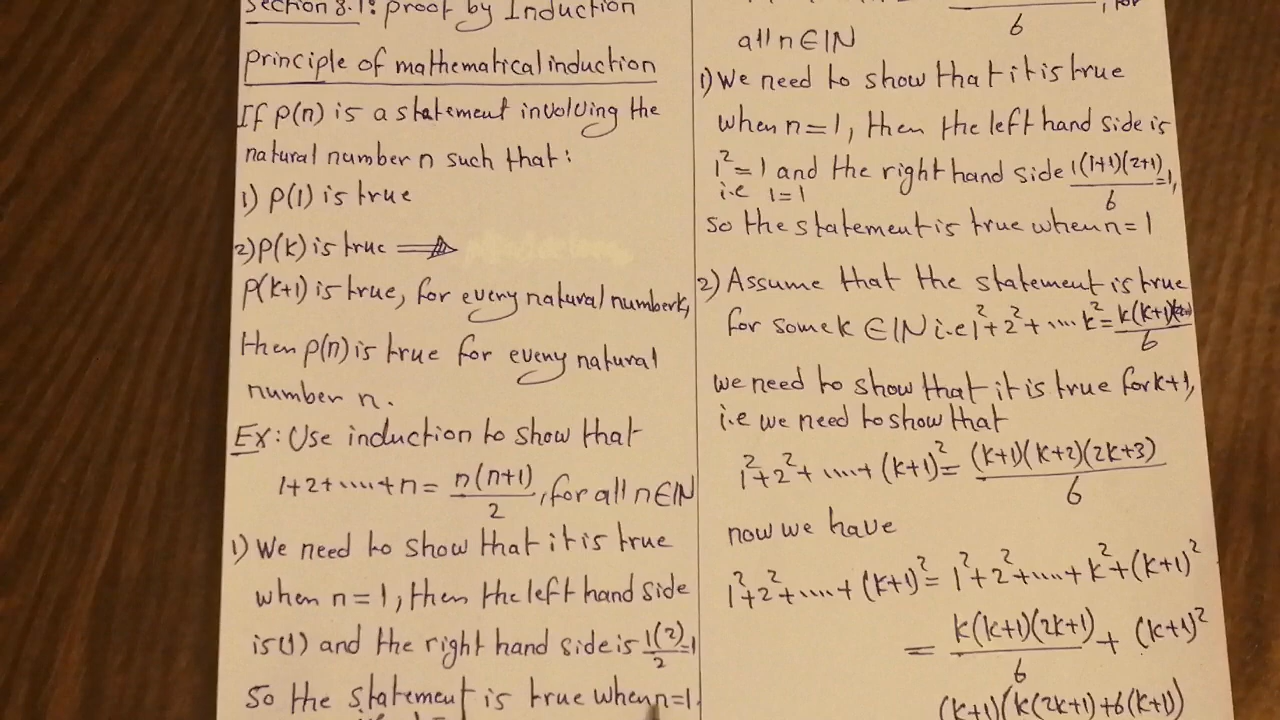 Section 8.1: proof by Induction
principle of mathematical induction
If p(n) is a statement involving the
natural number n such that:
1) p(1) is true
2) p(k) is true ⟹
p(k+1) is true, for every natural number k,
then p(n) is true for every natural
number n.
Ex: Use induction to show that
1+2+.....+n = n(n+1)/2, for all n∈ℕ
1) We need to show that it is true
when n=1, then the left hand side
is (1) and the right hand side is 1(2)/2=1
So the statement is true when n=1.
6, for
all n∈ℕ
1) We need to show that it is true
when n=1, then the left hand side is
1²=1 and the right hand side 1(1+1)(2+1)/6=1,
i.e 1=1
so the statement is true when n=1
2) Assume that the statement is true
for some k∈ℕ i.e 1²+2²+.... k²= k(k+1)(2k+1)/6
we need to show that it is true for k+1,
i.e we need to show that
1²+2²+.....+(k+1)²= (k+1)(k+2)(2k+3)/6
now we have
1²+2²+.....+(k+1)²= 1²+2²+.....+k²+(k+1)²
= k(k+1)(2k+1)/6 + (k+1)²
(k+1)(k(2k+1)+6(k+1))